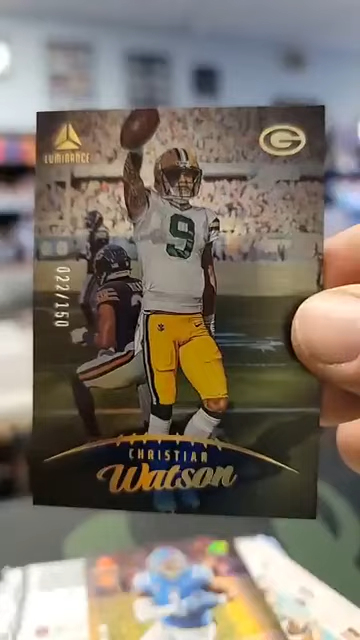 LUMINANCE
G
9
022/150
CHRISTIAN
Watson